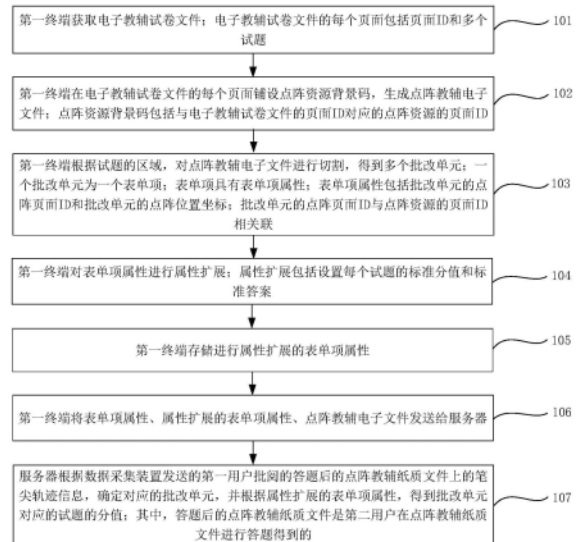 第一终端获取电子教辅试卷文件；电子教辅试卷文件的每个页面包括页面ID和多个
试题
101
第一终端在电子教辅试卷文件的每个页面铺设点阵资源背景码，生成点阵教辅电子
文件；点阵资源背景码包括与电子教辅试卷文件的页面ID对应的点阵资源的页面ID
102
第一终端根据试题的区域，对点阵教辅电子文件进行切割，得到多个批改单元；一
个批改单元为一个表单项；表单项具有表单项属性；表单项属性包括批改单元的点
阵页面ID和批改单元的点阵位置坐标；批改单元的点阵页面ID与点阵资源的页面ID
相关联
103
第一终端对表单项属性进行属性扩展；属性扩展包括设置每个试题的标准分值和标
准答案
104
第一终端存储进行属性扩展的表单项属性
105
第一终端将表单项属性、属性扩展的表单项属性、点阵教辅电子文件发送给服务器
106
服务器根据数据采集装置发送的第一用户批阅的答题后的点阵教辅纸质文件上的笔
尖轨迹信息，确定对应的批改单元，并根据属性扩展的表单项属性，得到批改单元
对应的试题的分值；其中，答题后的点阵教辅纸质文件是第二用户在点阵教辅纸质
文件进行答题得到的
107